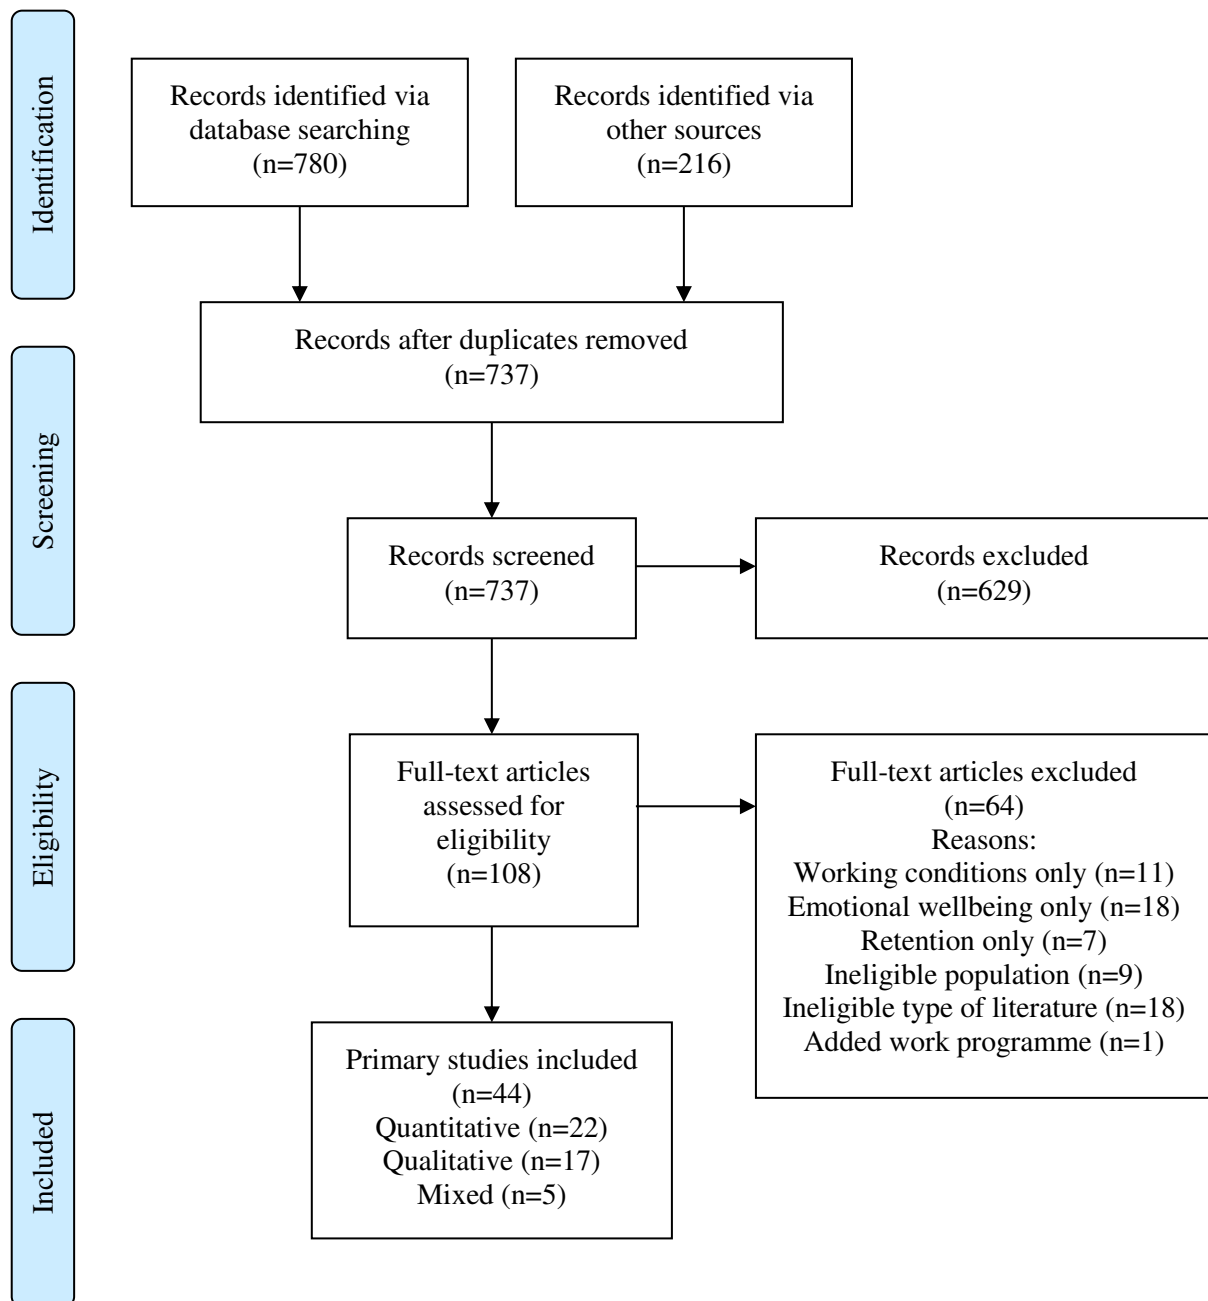 Identification
Records identified via
database searching
(n=780)
Records identified via
other sources
(n=216)
Records after duplicates removed
(n=737)
Screening
Records screened
(n=737)
Records excluded
(n=629)
Eligibility
Full-text articles
assessed for
eligibility
(n=108)
Full-text articles excluded
(n=64)
Reasons:
Working conditions only (n=11)
Emotional wellbeing only (n=18)
Retention only (n=7)
Ineligible population (n=9)
Ineligible type of literature (n=18)
Added work programme (n=1)
Included
Primary studies included
(n=44)
Quantitative (n=22)
Qualitative (n=17)
Mixed (n=5)